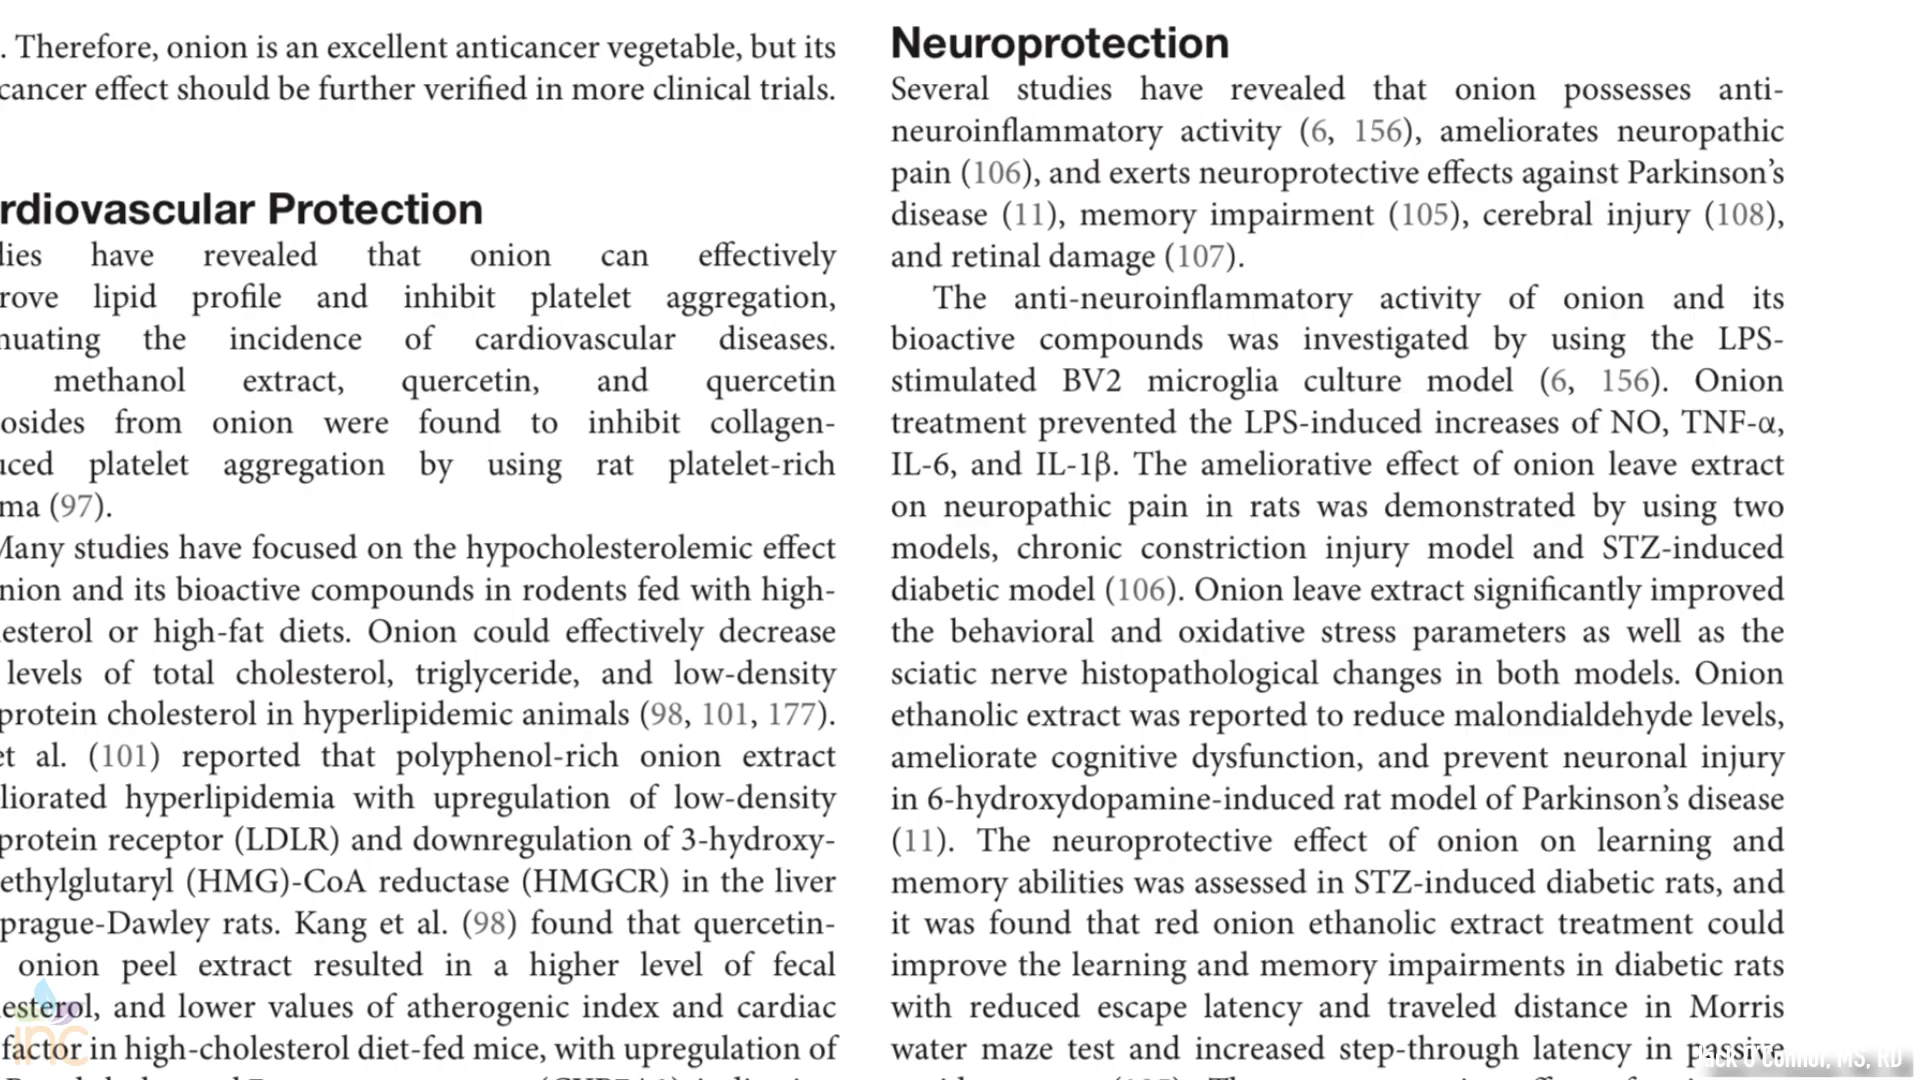 . Therefore, onion is an excellent anticancer vegetable, but its
cancer effect should be further verified in more clinical trials.
rdiovascular Protection
dies have revealed that onion can effectively
rove lipid profile and inhibit platelet aggregation,
nuating the incidence of cardiovascular diseases.
methanol extract, quercetin, and quercetin
osides from onion were found to inhibit collagen-
uced platelet aggregation by using rat platelet-rich
ma (97).
Many studies have focused on the hypocholesterolemic effect
nion and its bioactive compounds in rodents fed with high-
esterol or high-fat diets. Onion could effectively decrease
levels of total cholesterol, triglyceride, and low-density
protein cholesterol in hyperlipidemic animals (98, 101, 177).
et al. (101) reported that polyphenol-rich onion extract
liorated hyperlipidemia with upregulation of low-density
protein receptor (LDLR) and downregulation of 3-hydroxy-
ethylglutaryl (HMG)-CoA reductase (HMGCR) in the liver
prague-Dawley rats. Kang et al. (98) found that quercetin-
onion peel extract resulted in a higher level of fecal
esterol, and lower values of atherogenic index and cardiac
factor in high-cholesterol diet-fed mice, with upregulation of
Neuroprotection
Several studies have revealed that onion possesses anti-
neuroinflammatory activity (6, 156), ameliorates neuropathic
pain (106), and exerts neuroprotective effects against Parkinson's
disease (11), memory impairment (105), cerebral injury (108),
and retinal damage (107).
The anti-neuroinflammatory activity of onion and its
bioactive compounds was investigated by using the LPS-
stimulated BV2 microglia culture model (6, 156). Onion
treatment prevented the LPS-induced increases of NO, TNF-α,
IL-6, and IL-1β. The ameliorative effect of onion leave extract
on neuropathic pain in rats was demonstrated by using two
models, chronic constriction injury model and STZ-induced
diabetic model (106). Onion leave extract significantly improved
the behavioral and oxidative stress parameters as well as the
sciatic nerve histopathological changes in both models. Onion
ethanolic extract was reported to reduce malondialdehyde levels,
ameliorate cognitive dysfunction, and prevent neuronal injury
in 6-hydroxydopamine-induced rat model of Parkinson's disease
(11). The neuroprotective effect of onion on learning and
memory abilities was assessed in STZ-induced diabetic rats, and
it was found that red onion ethanolic extract treatment could
improve the learning and memory impairments in diabetic rats
with reduced escape latency and traveled distance in Morris
water maze test and increased step-through latency in passive
inc
O'Connor, MS, RD